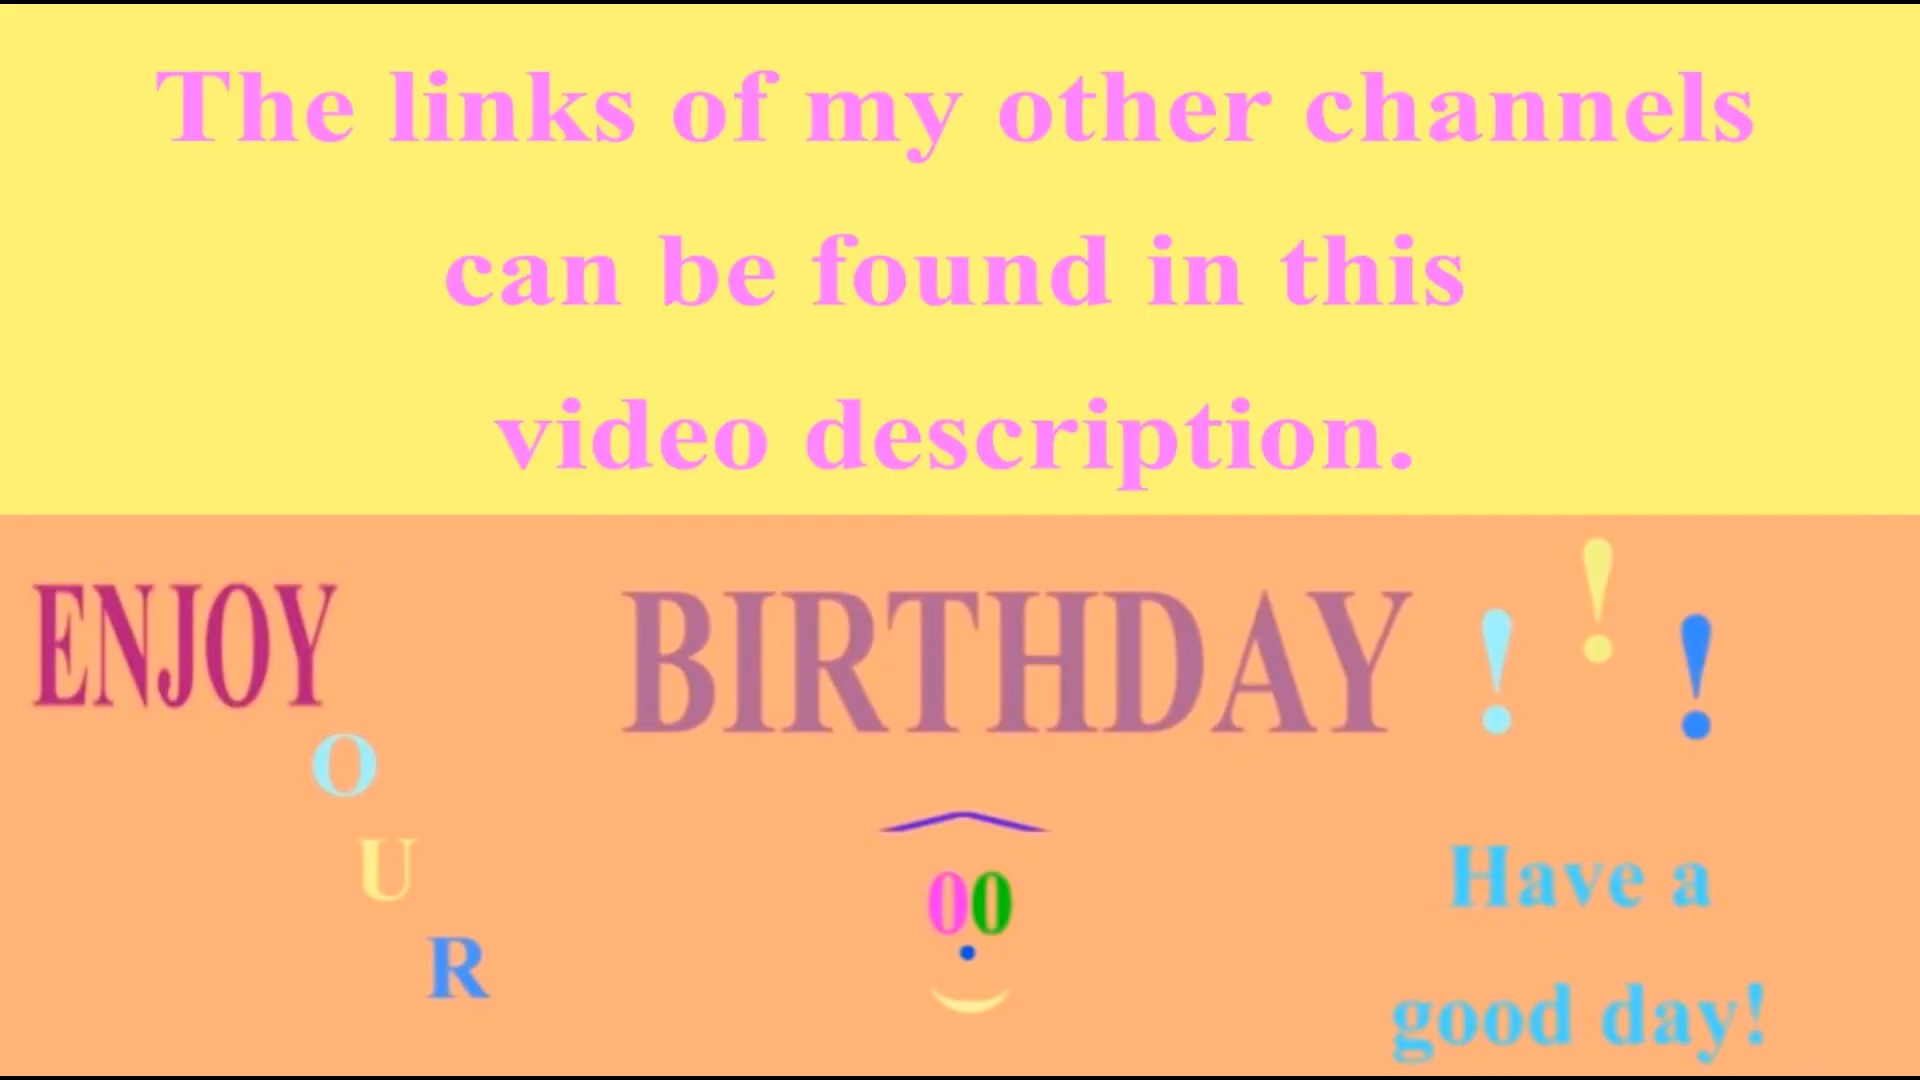 The links of my other channels
can be found in this
video description.
ENJOY
BIRTHDAY !!!
O
U
R
00
Have a
good day!